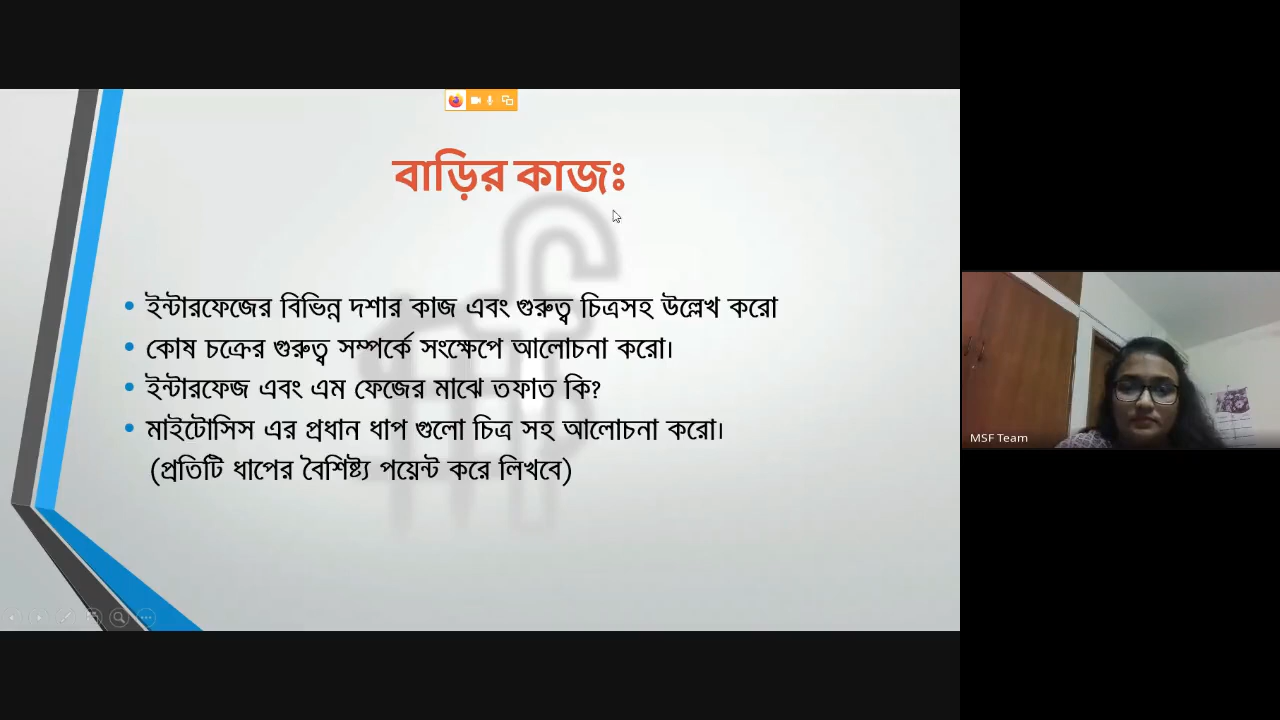 বাড়ির কাজঃ
• ইন্টারফেজের বিভিন্ন দশার কাজ এবং গুরুত্ব চিত্রসহ উল্লেখ করো
• কোষ চক্রের গুরুত্ব সম্পর্কে সংক্ষেপে আলোচনা করো।
• ইন্টারফেজ এবং এম ফেজের মাঝে তফাত কি?
• মাইটোসিস এর প্রধান ধাপ গুলো চিত্র সহ আলোচনা করো।
(প্রতিটি ধাপের বৈশিষ্ট্য পয়েন্ট করে লিখবে)
MSF Team